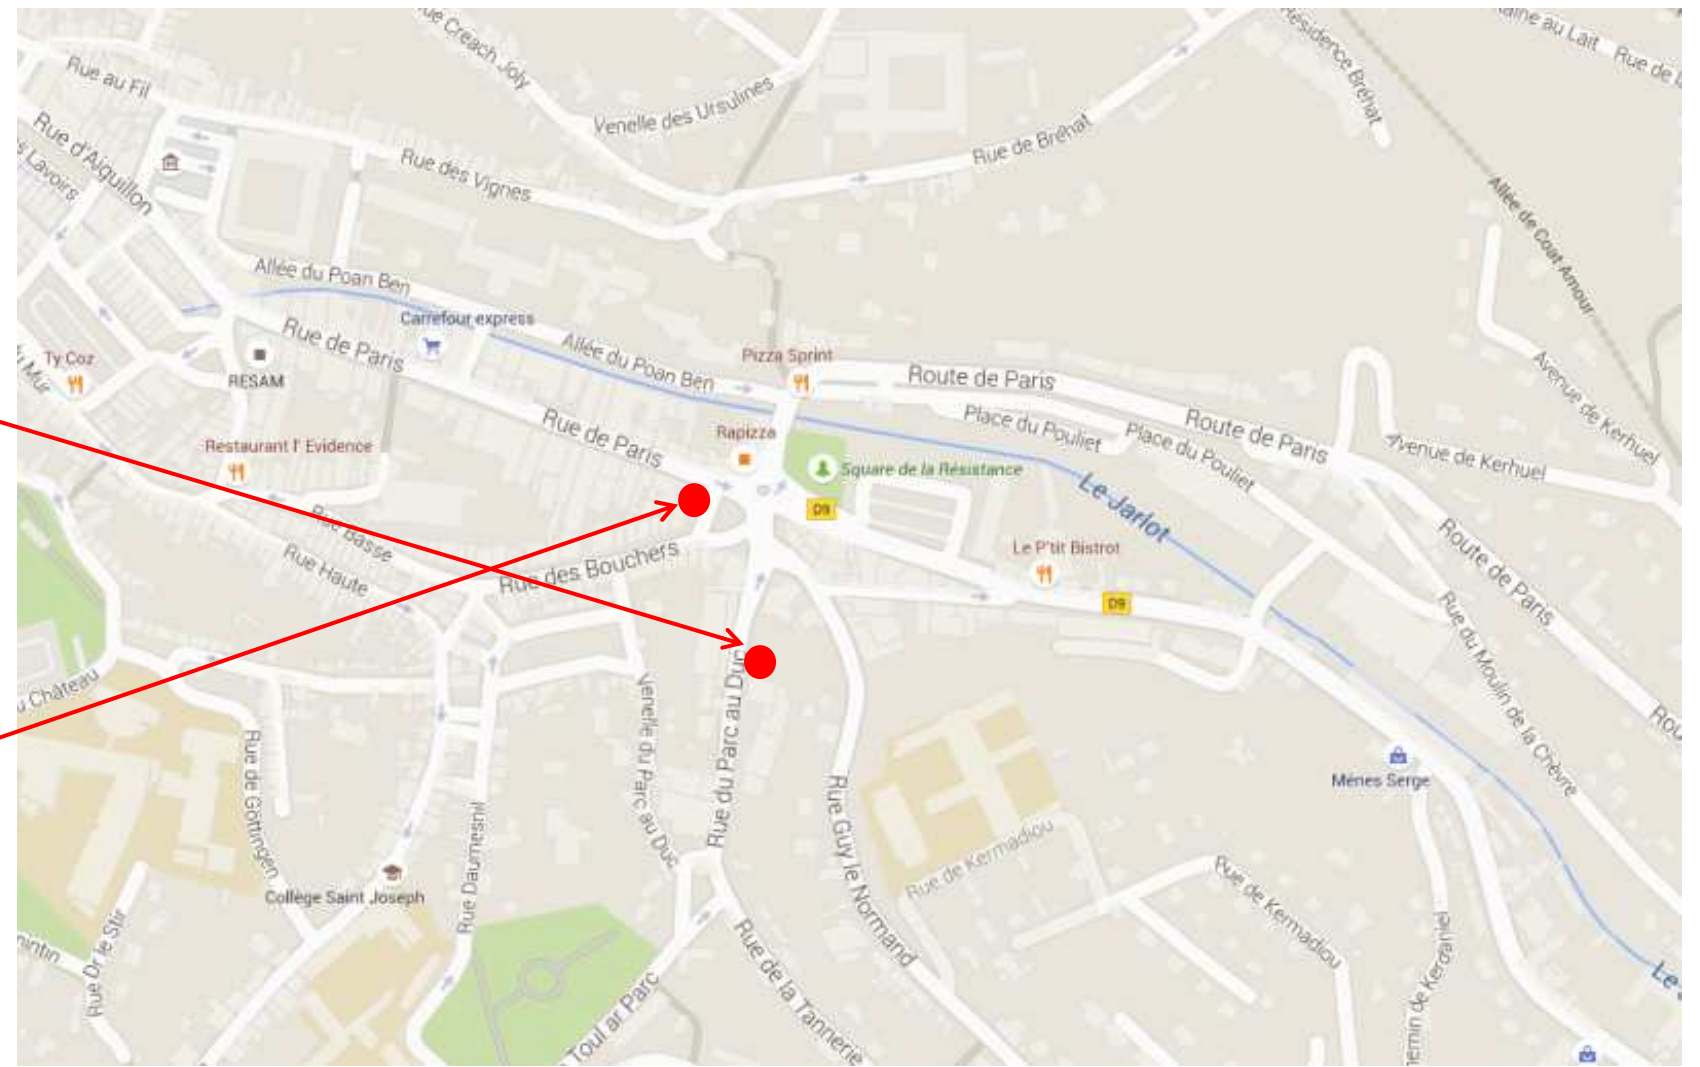 Rue Creach Joly
Résidence Bréhat
Rue au Fil
Venelle des Ursulines
Rue de Bréhat
Rue d'Aiguillon
Lavoirs
Rue des Vignes
Allée de Coat Amour
Allée du Poan Ben
Carrefour express
Rue de Paris
Allée du Poan Ben
Pizza Sprint
Route de Paris
Ty Coz
RESAM
Avenue de Kerhuel
Place du Pouliet
Route de Paris
Place du Pouliet
Rue de Paris
Rapizza
Restaurant l' Evidence
Square de la Résistance
Avenue de Kerhuel
Le Jarlot
D9
Rue Basse
Rue Haute
Rue des Bouchers
Le P'tit Bistrot
Route de Paris
D9
Rue du Moulin de la Chèvre
Château
Venelle du Parc au Duc
Rue du Parc au Duc
Rue de Göttingen
Ménes Serge
Rue Guy le Normand
Rue Daumesnil
Rue de Kermadiou
Rue de Kermadiou
Collège Saint Joseph
Rue Dr le Stir
Toul ar Parc
Rue de la Tannerie